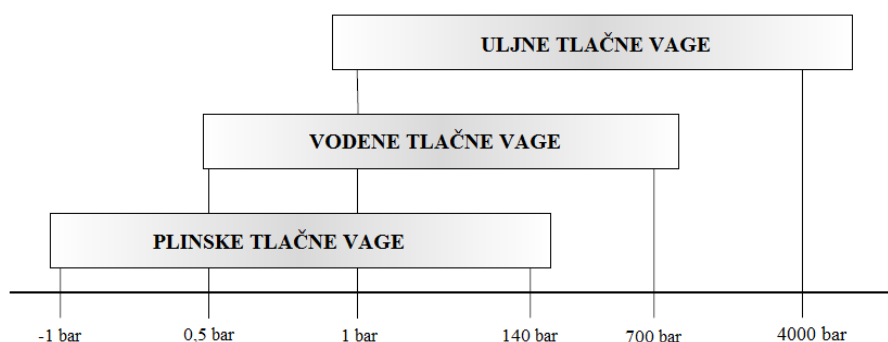 ULJNE TLAČNE VAGE
VODENE TLAČNE VAGE
PLINSKE TLAČNE VAGE
-1 bar 0,5 bar 1 bar 140 bar 700 bar 4000 bar